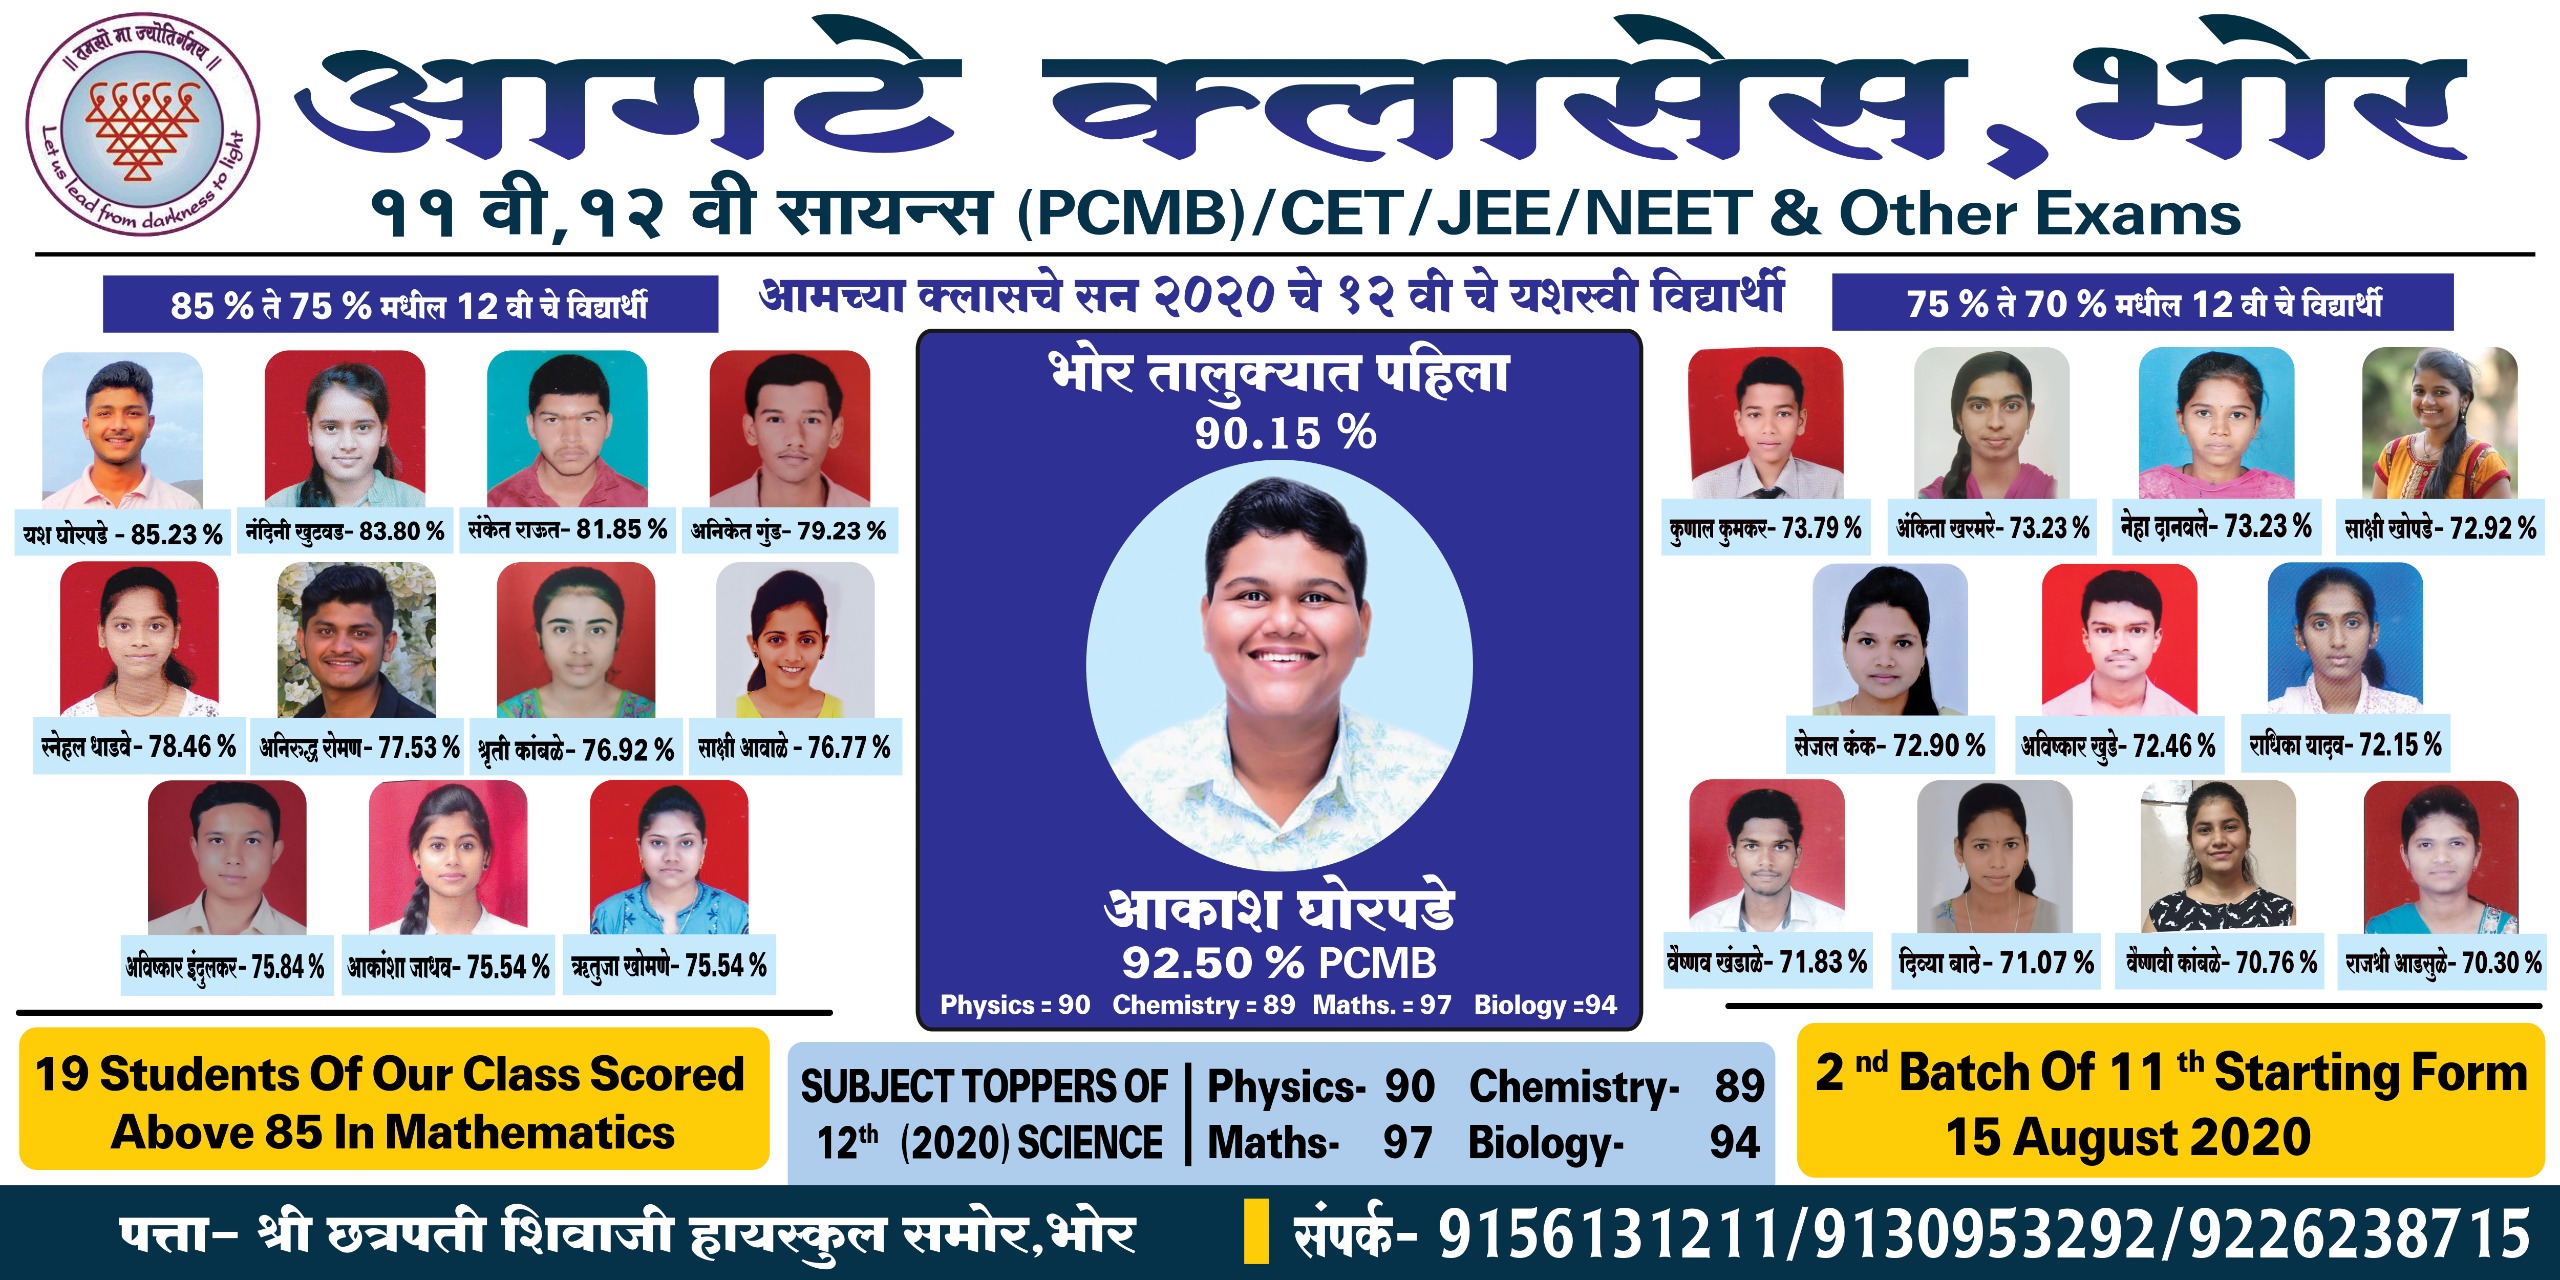 ॥ तमसो मा ज्योतिर्गमय ॥
Let us lead from darkness to light
आगटे क्लासेस, भोर
११ वी,१२ वी सायन्स (PCMB)/CET/JEE/NEET & Other Exams
85 % ते 75 % मधील 12 वी चे विद्यार्थी
आमच्या क्लासचे सन २०२० चे १२ वी चे यशस्वी विद्यार्थी
75 % ते 70 % मधील 12 वी चे विद्यार्थी
यश घोरपडे - 85.23 %
नंदिनी खुटवड- 83.80 %
संकेत राऊत- 81.85 %
अनिकेत गुंड- 79.23 %
स्नेहल धाडवे- 78.46 %
अनिरुद्ध रोमण- 77.53 %
श्रृती कांबळे- 76.92 %
साक्षी आवाळे - 76.77 %
अविष्कार इंदुलकर- 75.84 %
आकांशा जाधव- 75.54 %
ऋतुजा खोमणे- 75.54 %
भोर तालुक्यात पहिला
90.15 %
आकाश घोरपडे
92.50 % PCMB
Physics = 90 Chemistry = 89 Maths. = 97 Biology =94
कुणाल कुमकर- 73.79 %
अंकिता खरमरे- 73.23 %
नेहा दानवले- 73.23 %
साक्षी खोपडे- 72.92 %
सेजल कंक- 72.90 %
अविष्कार खुडे- 72.46 %
राधिका यादव- 72.15 %
वैष्णव खंडाळे- 71.83 %
दिव्या बाठे- 71.07 %
वैष्णवी कांबळे- 70.76 %
राजश्री आडसुळे- 70.30 %
19 Students Of Our Class Scored
Above 85 In Mathematics
SUBJECT TOPPERS OF
12th (2020) SCIENCE
Physics- 90 Chemistry- 89
Maths- 97 Biology- 94
2 nd Batch Of 11 th Starting Form
15 August 2020
पत्ता- श्री छत्रपती शिवाजी हायस्कुल समोर,भोर
संपर्क- 9156131211/9130953292/9226238715